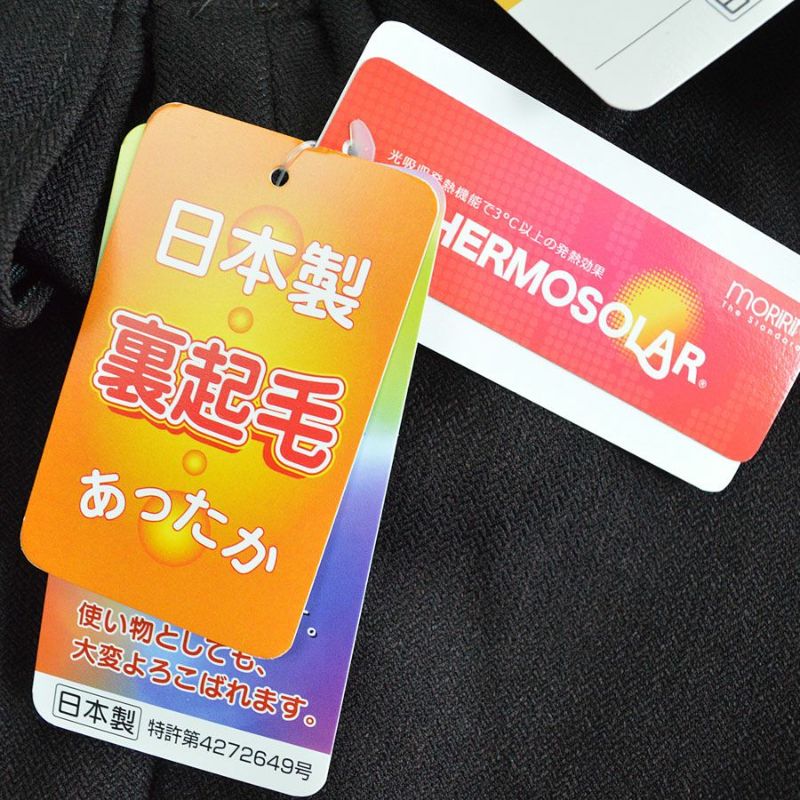 日本製
裏起毛
あったか
使い物としても、
大変よろこばれます。
日本製 特許第4272649号
光吸収発熱機能で3℃以上の発熱効果
HERMOSOLAR®
MORIRIN
The Standard